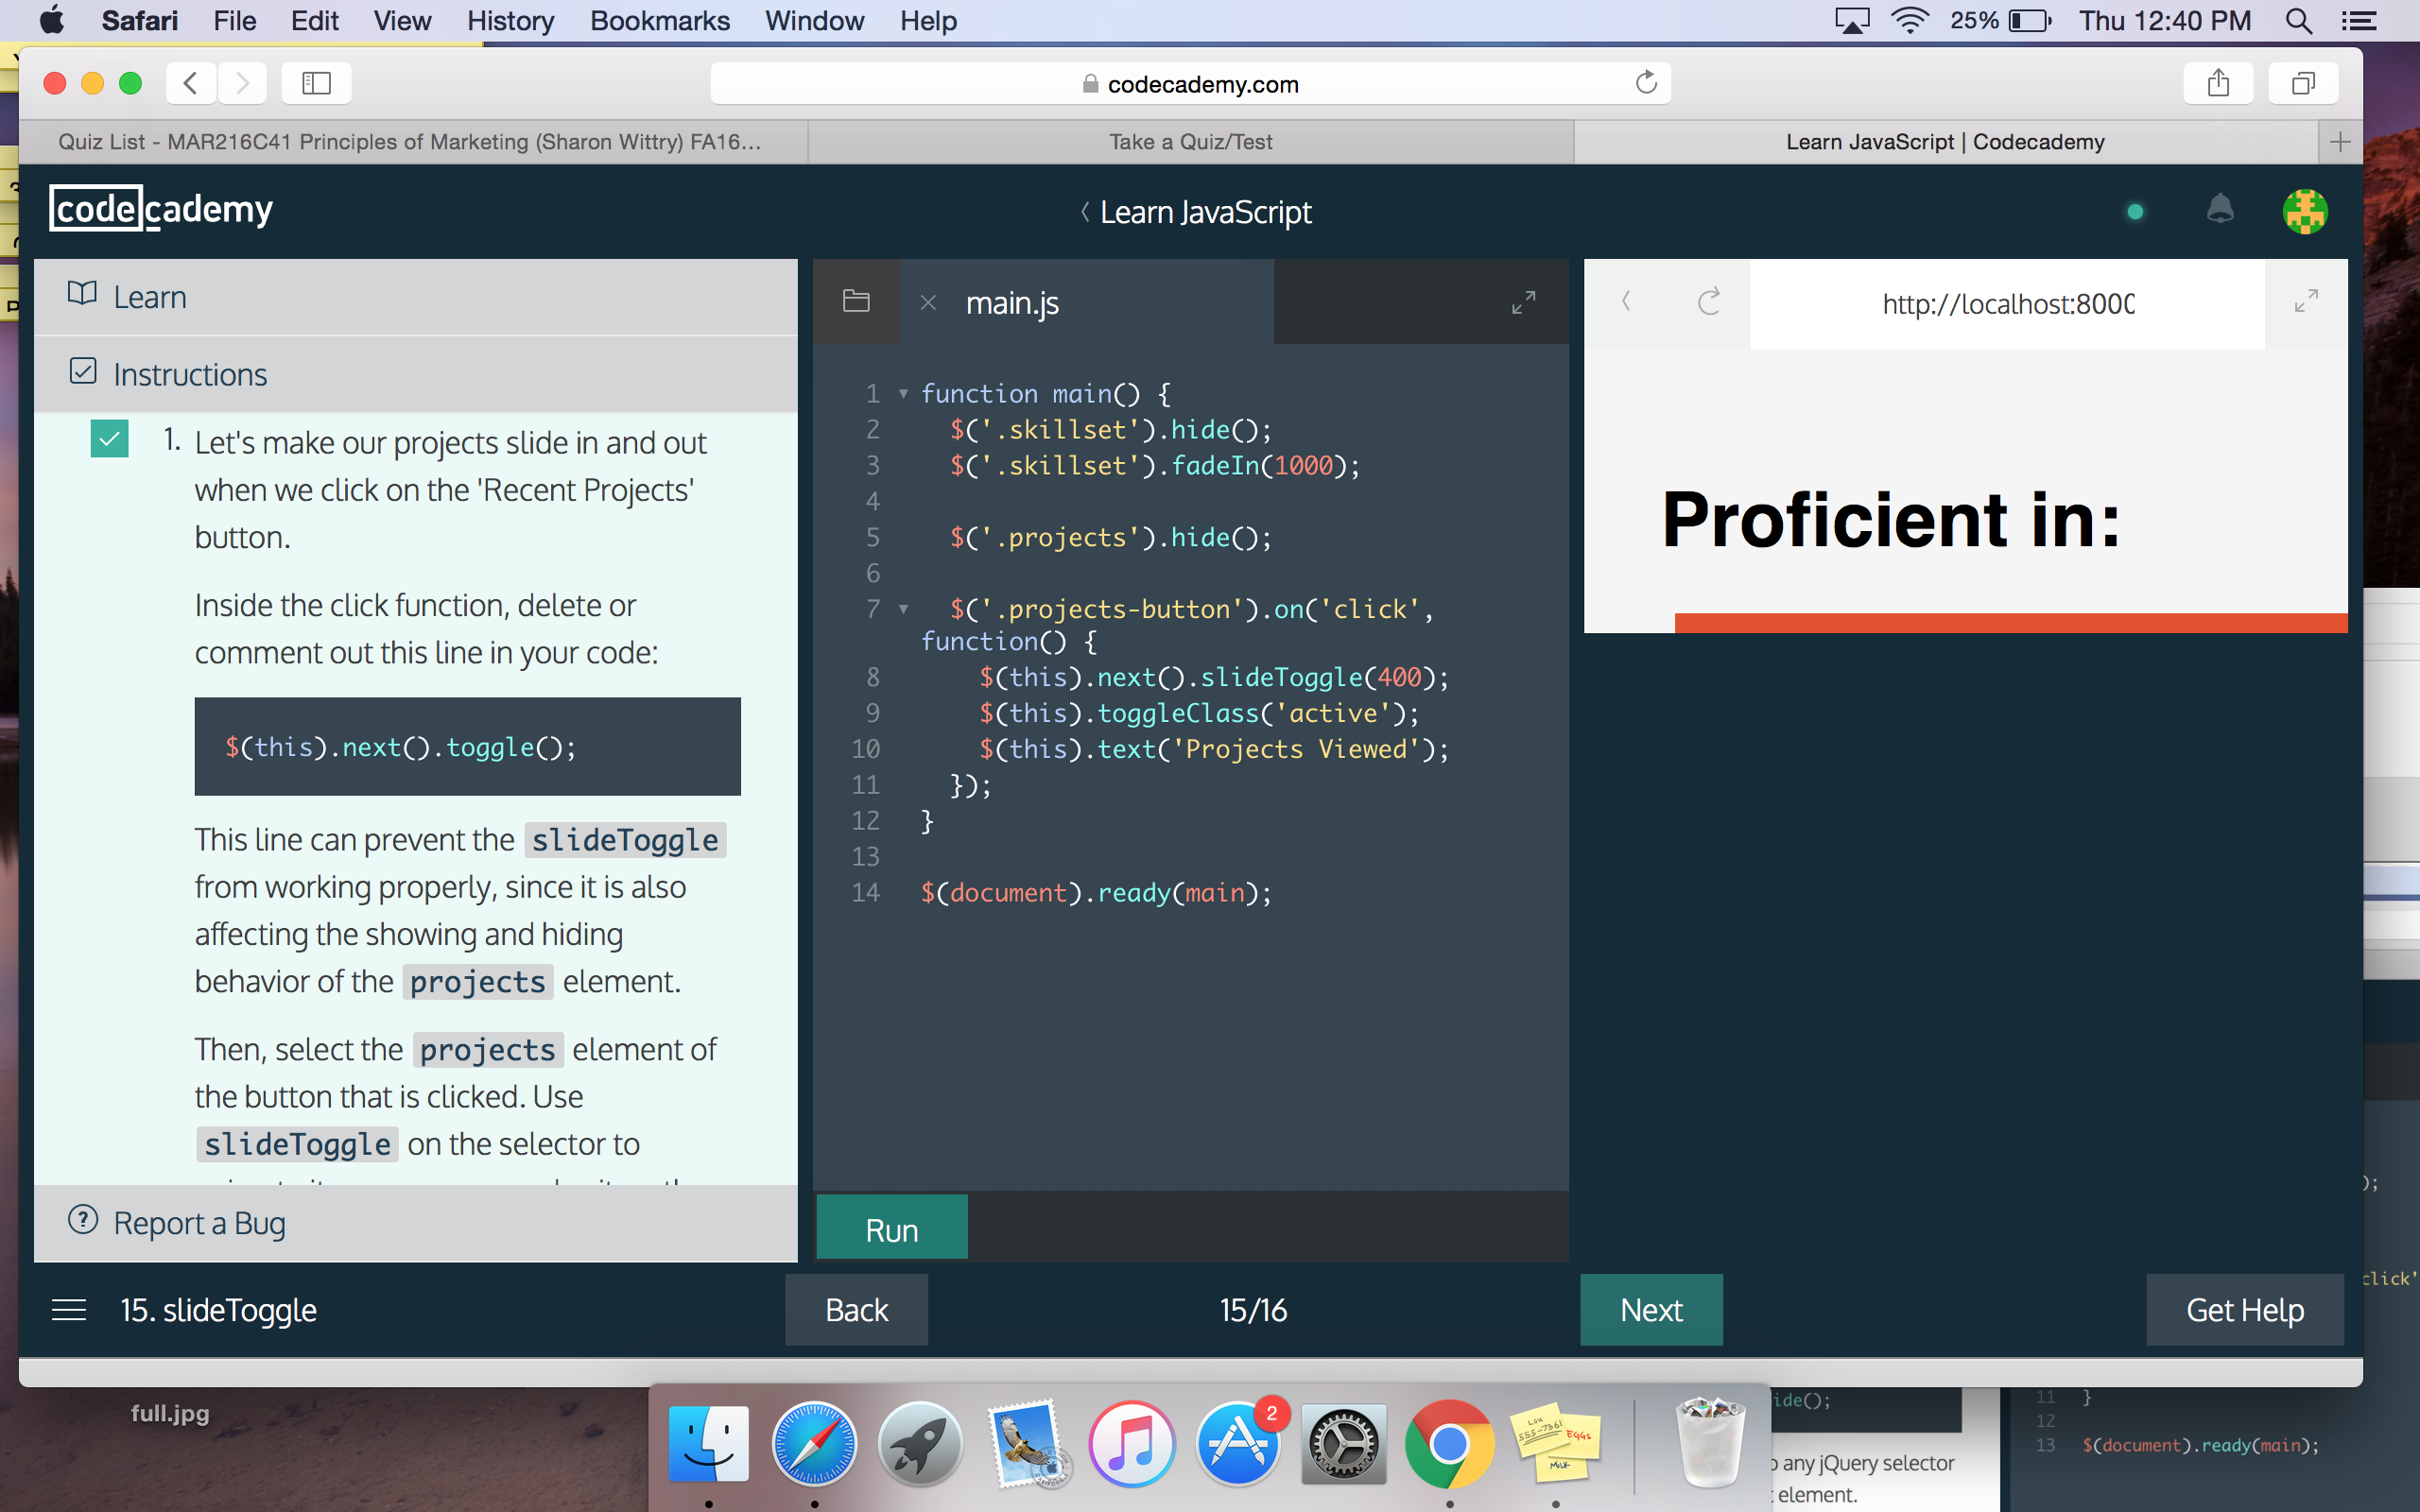 Safari File Edit View History Bookmarks Window Help 25% Thu 12:40 PM
codecademy.com
Quiz List - MAR216C41 Principles of Marketing (Sharon Wittry) FA16... Take a Quiz/Test Learn JavaScript | Codecademy
codecademy Learn JavaScript
Learn
Instructions
1. Let's make our projects slide in and out
when we click on the 'Recent Projects'
button.
Inside the click function, delete or
comment out this line in your code:
$(this).next().toggle();
This line can prevent the slideToggle
from working properly, since it is also
affecting the showing and hiding
behavior of the projects element.
Then, select the projects element of
the button that is clicked. Use
slideToggle on the selector to
Report a Bug
main.js
1 function main() {
2 $('.skillset').hide();
3 $('.skillset').fadeIn(1000);
4
5 $('.projects').hide();
6
7 $('.projects-button').on('click',
function() {
8 $(this).next().slideToggle(400);
9 $(this).toggleClass('active');
10 $(this).text('Projects Viewed');
11 });
12 }
13
14 $(document).ready(main);
Run
http://localhost:8000
Proficient in:
15. slideToggle Back 15/16 Next Get Help
);
click'
full.jpg
2
LOU
555-7361
EGGS
MILK
ide();
any jQuery selector
element.
11 }
12
13 $(document).ready(main);